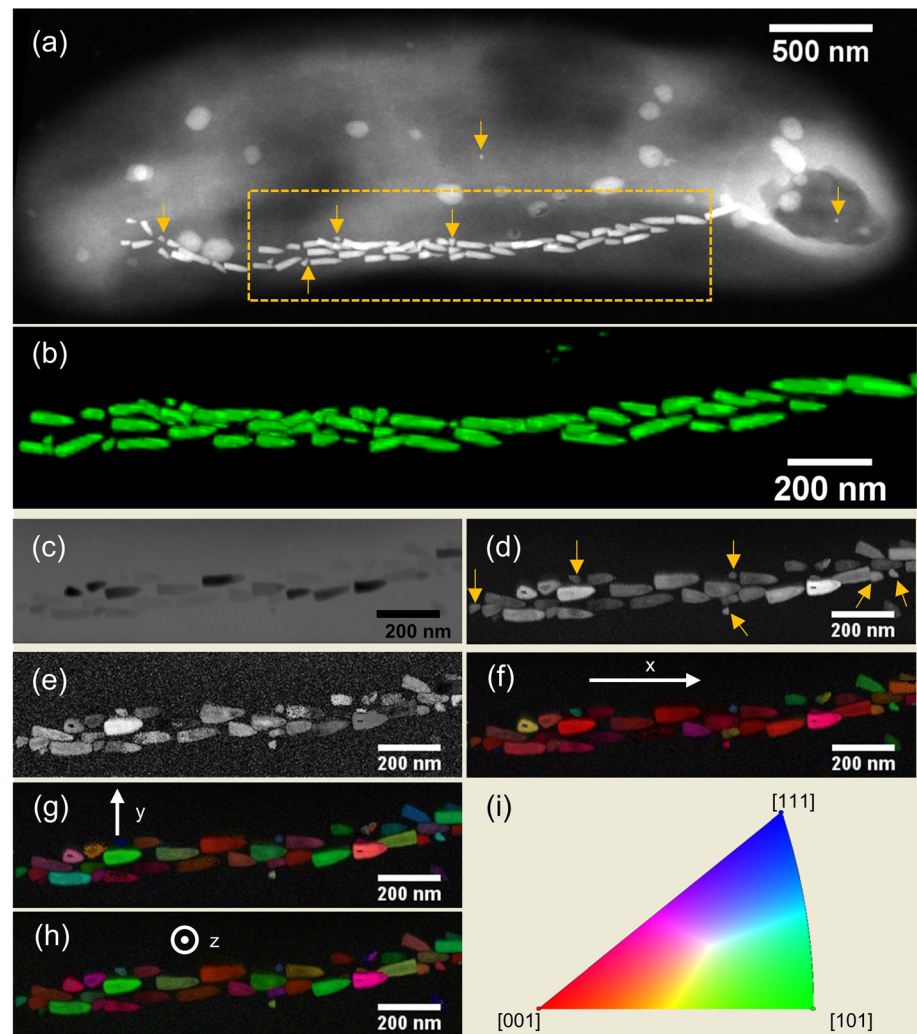 (a)
500 nm
(b)
200 nm
(c)
200 nm
(d)
200 nm
(e)
200 nm
(f)
x
200 nm
(g)
y
200 nm
(h)
z
200 nm
(i)
[111]
[001]
[101]